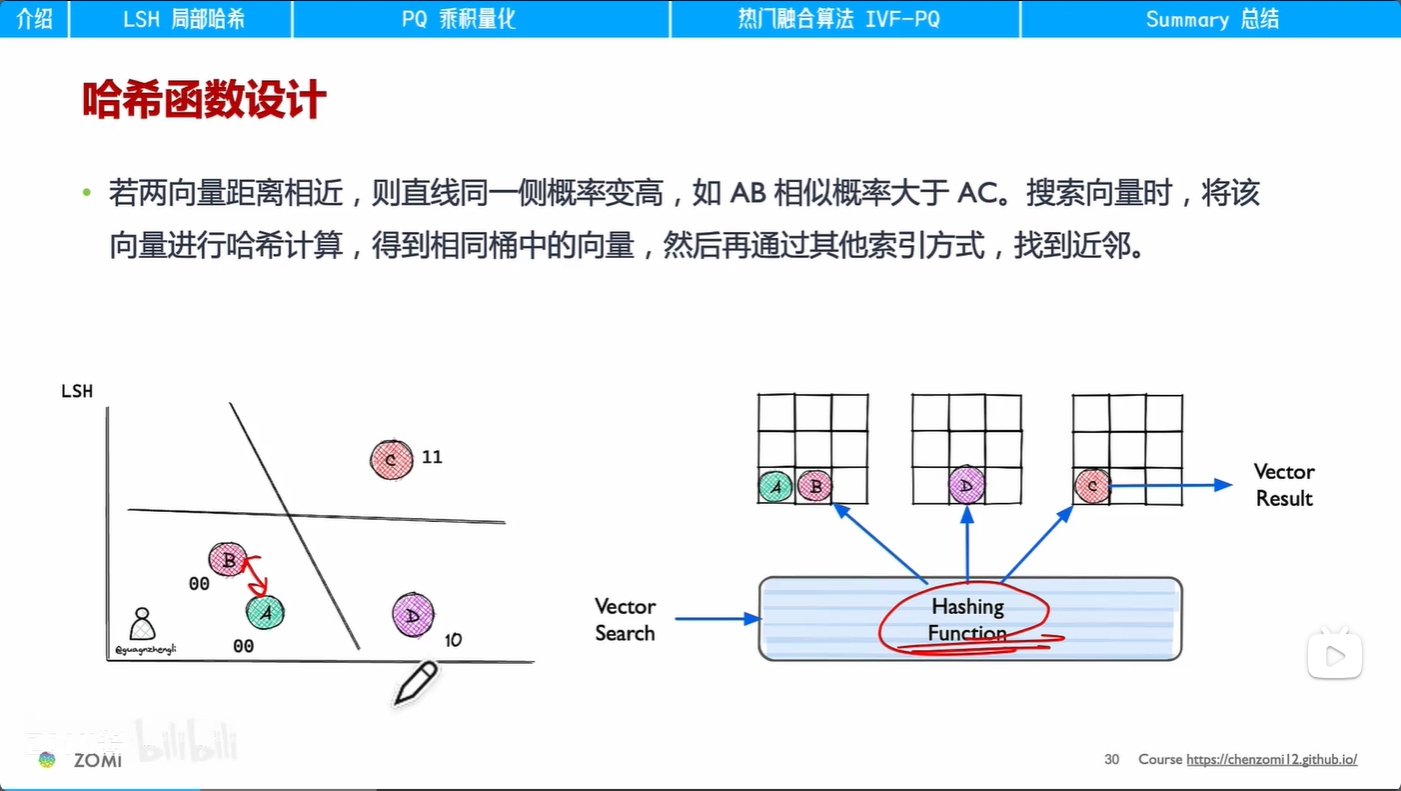 介绍
LSH 局部哈希
PQ 乘积量化
热门融合算法 IVF-PQ
Summary 总结
哈希函数设计
• 若两向量距离相近，则直线同一侧概率变高，如 AB 相似概率大于 AC。搜索向量时，将该
向量进行哈希计算，得到相同桶中的向量，然后再通过其他索引方式，找到近邻。
LSH
C 11
B
00
A
00
D
10
@guagnzhengli
A B
D
C
Vector
Result
Vector
Search
Hashing
Function
bilibili
ZOMI
30 Course https://chenzomi12.github.io/